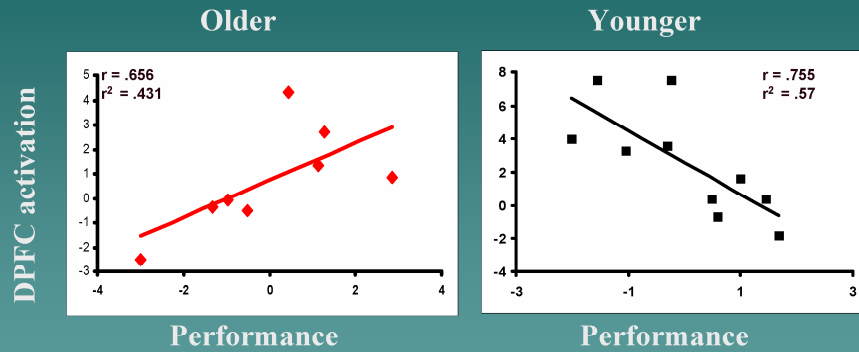 Older
Younger
DPFC activation
r = .656
r² = .431
5
4
3
2
1
0
-1
-2
-3
-4
-2
0
2
4
r = .755
r² = .57
8
6
4
2
0
-2
-4
-3
-1
1
3
Performance
Performance